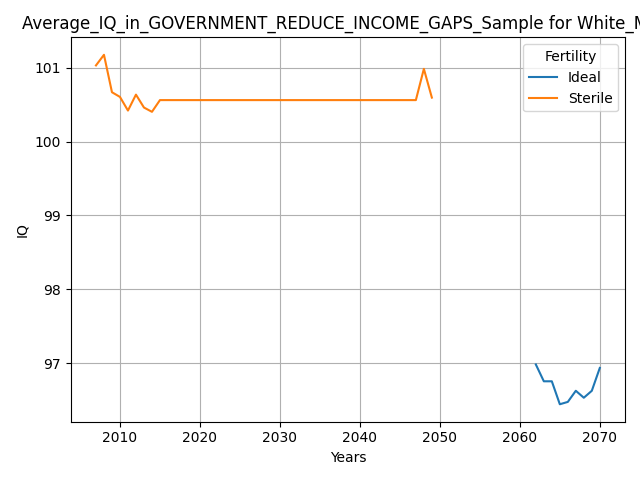 Average_IQ_in_GOVERNMENT_REDUCE_INCOME_GAPS_Sample for White_M
Fertility
Ideal
Sterile
101
100
99
98
97
IQ
2010 2020 2030 2040 2050 2060 2070
Years